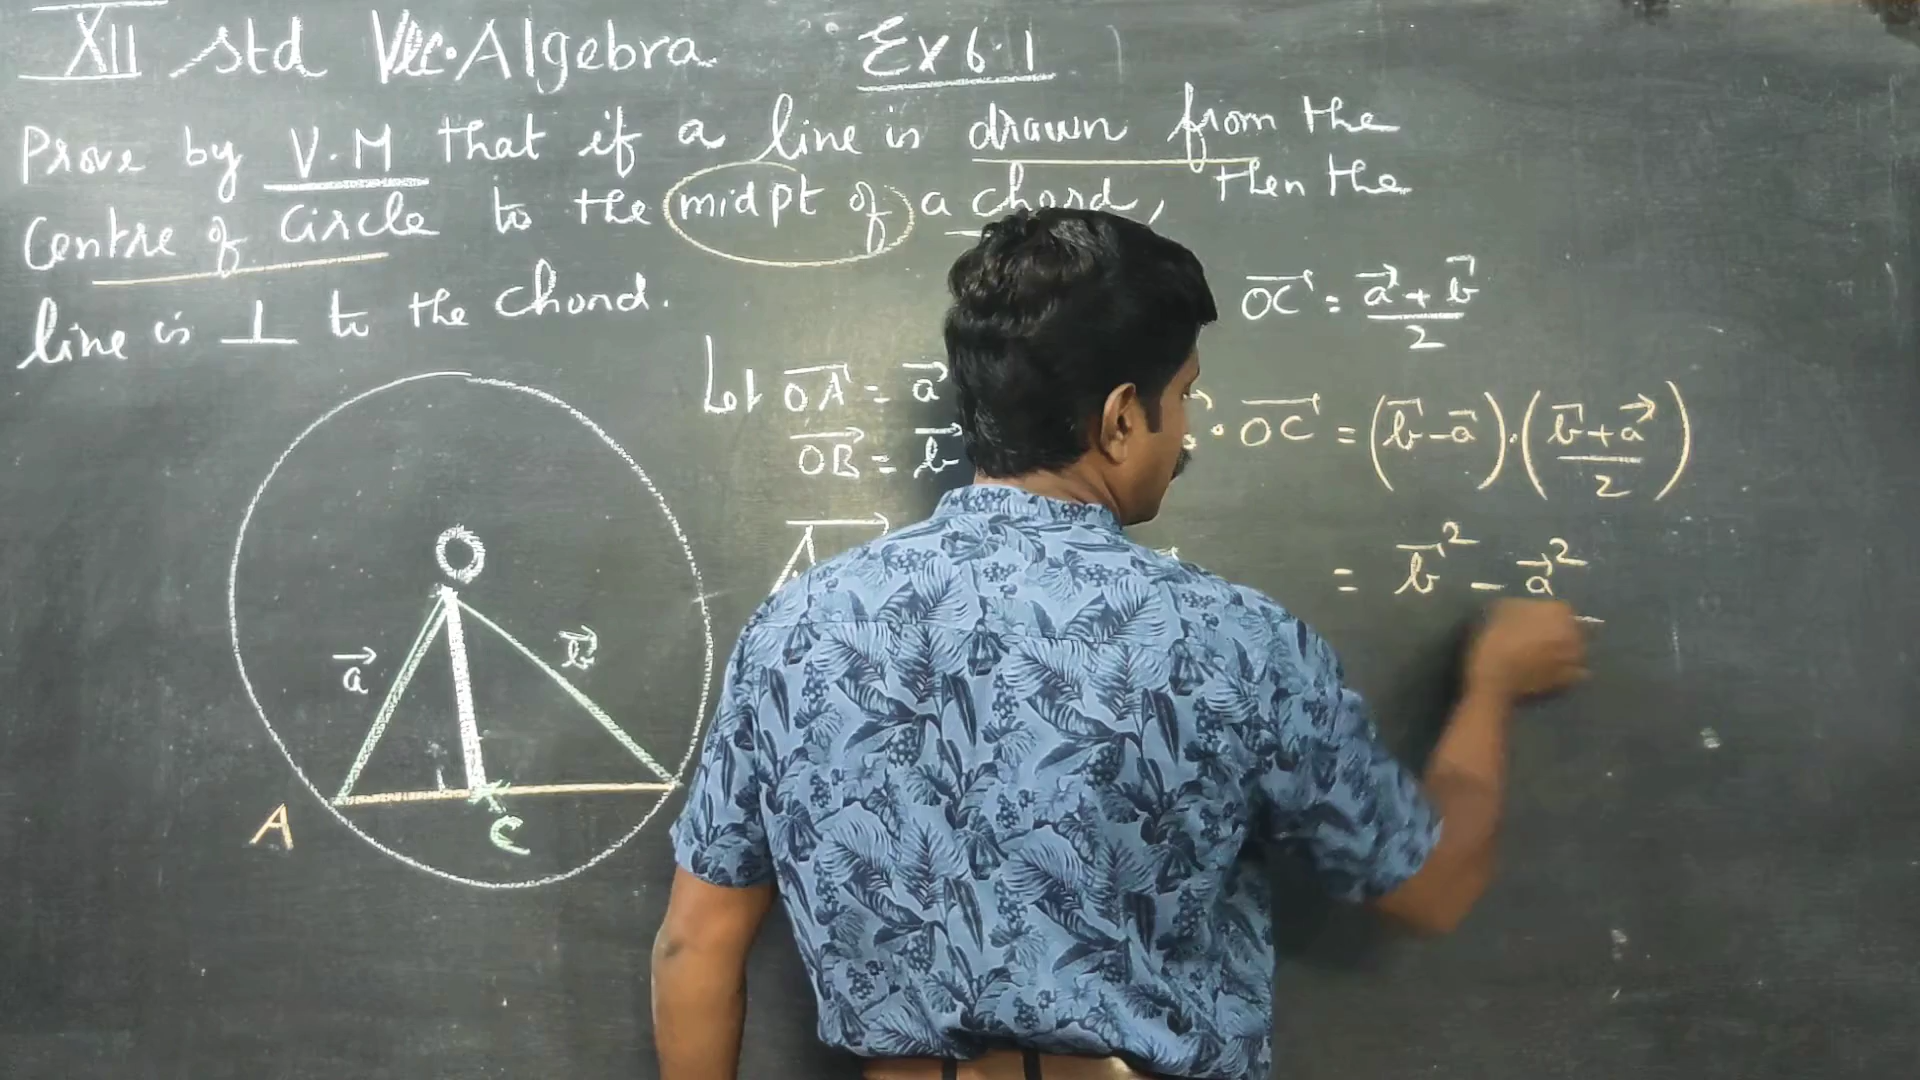 XII std Vec. Algebra Ex 6.1
Prove by V.M that if a line is drawn from the
Centre of Circle to the midpt of a chord, then the
line is ⊥ to the Chord.
Let OA⃗ = a⃗
OB⃗ = b⃗
OC⃗ = (a⃗ + b⃗)/2
· OC⃗ = (b⃗ - a⃗) · ((b⃗ + a⃗)/2)
= b⃗² - a⃗²
O
a⃗
b⃗
A
C